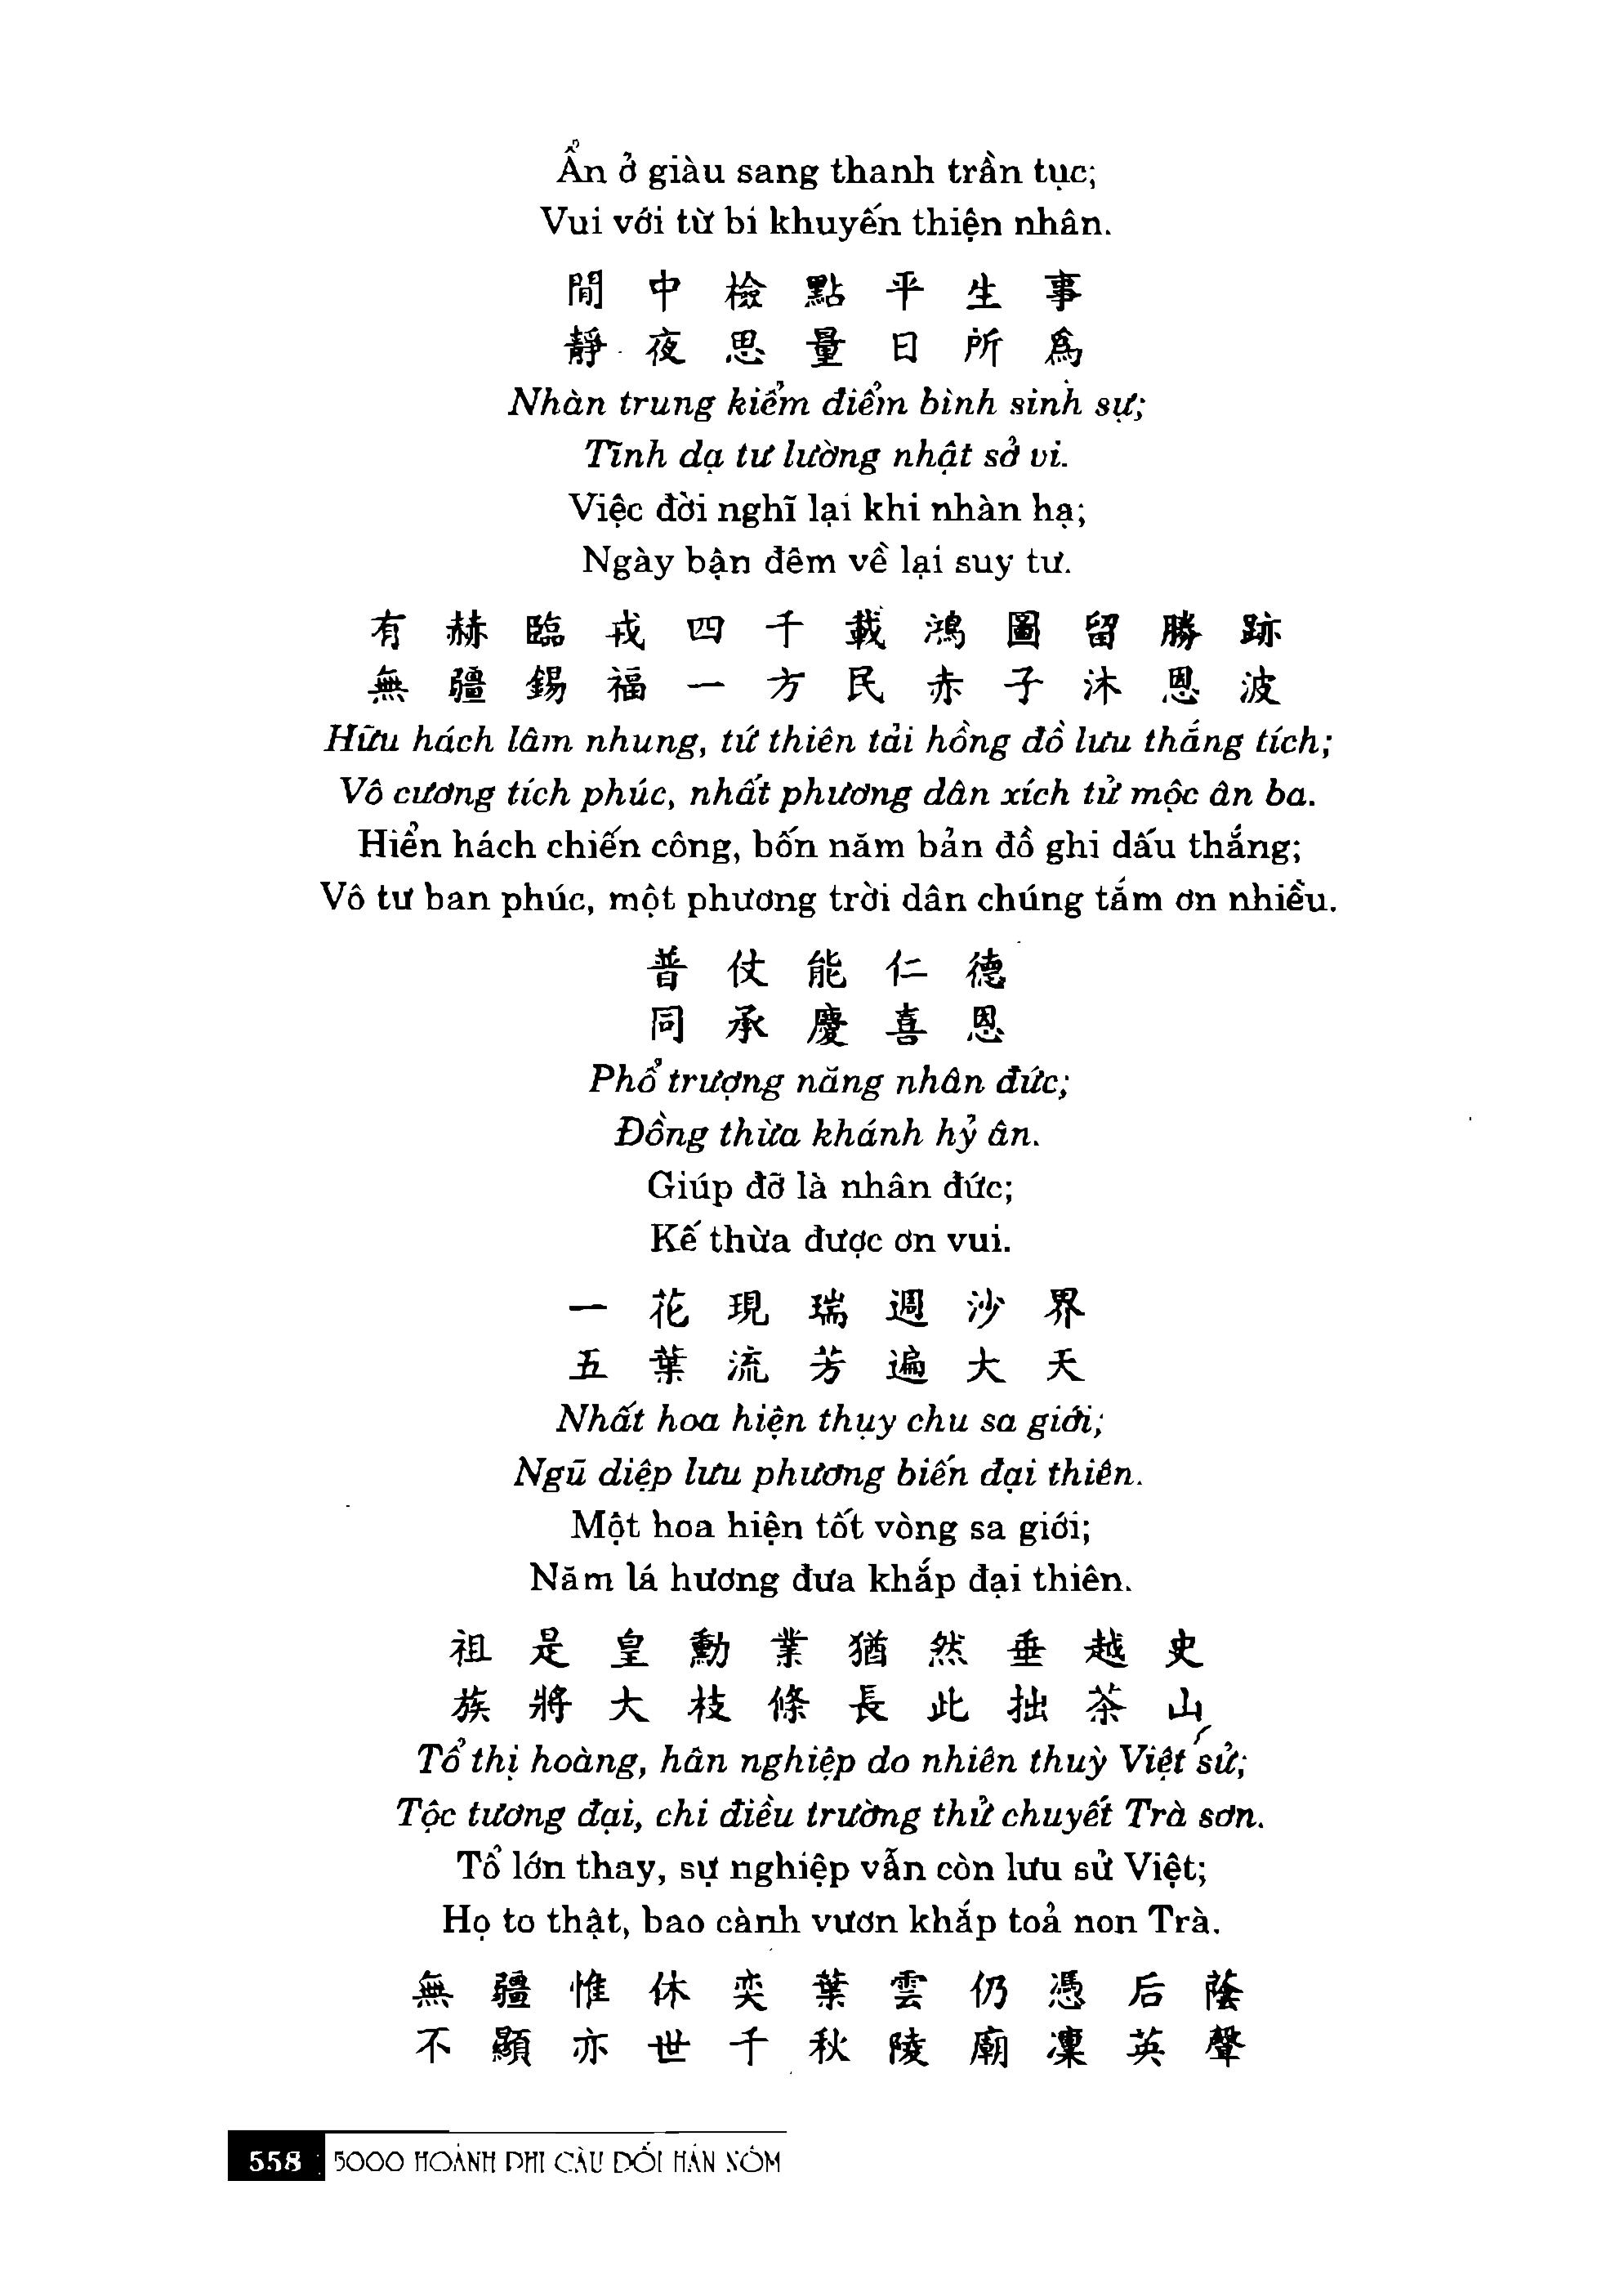 Ẩn ở giàu sang thanh trần tục;
Vui với từ bi khuyến thiện nhân.
閒中檢點平生事
靜夜思量日所為
Nhàn trung kiểm điểm bình sinh sự;
Tĩnh dạ tư lường nhật sở vi.
Việc đời nghĩ lại khi nhàn hạ;
Ngày bận đêm về lại suy tư.
有赫臨戎四千載鴻圖留勝跡
無疆錫福一方民赤子沐恩波
Hữu hách lâm nhung, tứ thiên tải hồng đồ lưu thắng tích;
Vô cương tích phúc, nhất phương dân xích tử mộc ân ba.
Hiển hách chiến công, bốn năm bản đồ ghi dấu thắng;
Vô tư ban phúc, một phương trời dân chúng tắm ơn nhiều.
普仗能仁德
同承慶喜恩
Phổ trượng năng nhân đức;
Đồng thừa khánh hỷ ân.
Giúp đỡ là nhân đức;
Kế thừa được ơn vui.
一花現瑞週沙界
五葉流芳遍大天
Nhất hoa hiện thụy chu sa giới;
Ngũ diệp lưu phương biến đại thiên.
Một hoa hiện tốt vòng sa giới;
Năm lá hương đưa khắp đại thiên.
祖是皇勳業猶然垂越史
族將大枝條長此拙茶山
Tổ thị hoàng, hân nghiệp do nhiên thuỳ Việt sử;
Tộc tương đại, chi điều trường thử chuyết Trà sơn.
Tổ lớn thay, sự nghiệp vẫn còn lưu sử Việt;
Họ to thật, bao cành vươn khắp toả non Trà.
無疆惟休奕葉雲仍憑后蔭
不顯亦世千秋陵廟凜英聲
558 5000 HOÀNH PHI CÂU ĐỐI HÁN NÔM